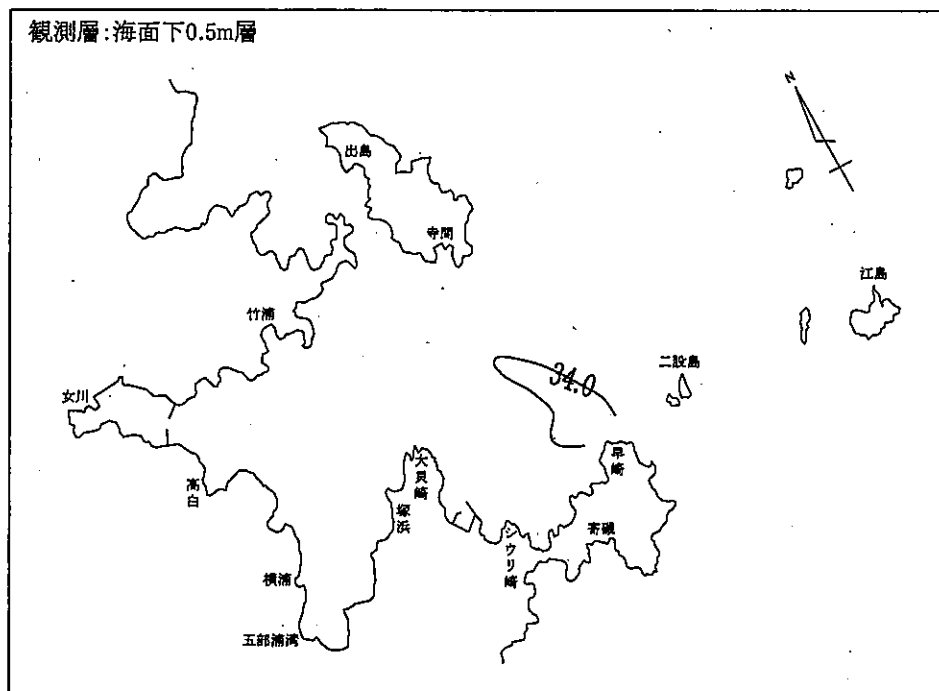 観測層:海面下0.5m層
N
出島
寺間
江島
竹浦
34.0
二股島
女川
早崎
大貝崎
高白
塚浜
寄磯
シウリ崎
横浦
五部浦湾